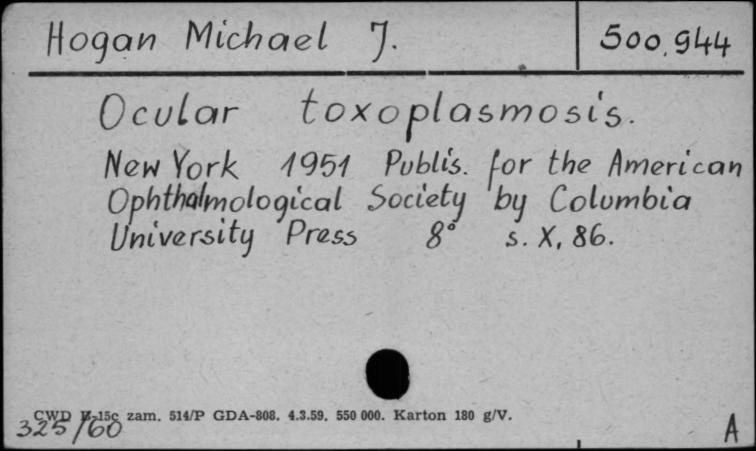 Hogan Michael J. 500.944
Ocular toxoplasmosis.
New York 1951 Publis. for the American
Ophthalmological Society by Columbia
University Press 8° s. X, 86.
CWD B-15c zam. 514/P GDA-808. 4.3.59. 550 000. Karton 180 g/V.
325/60 A